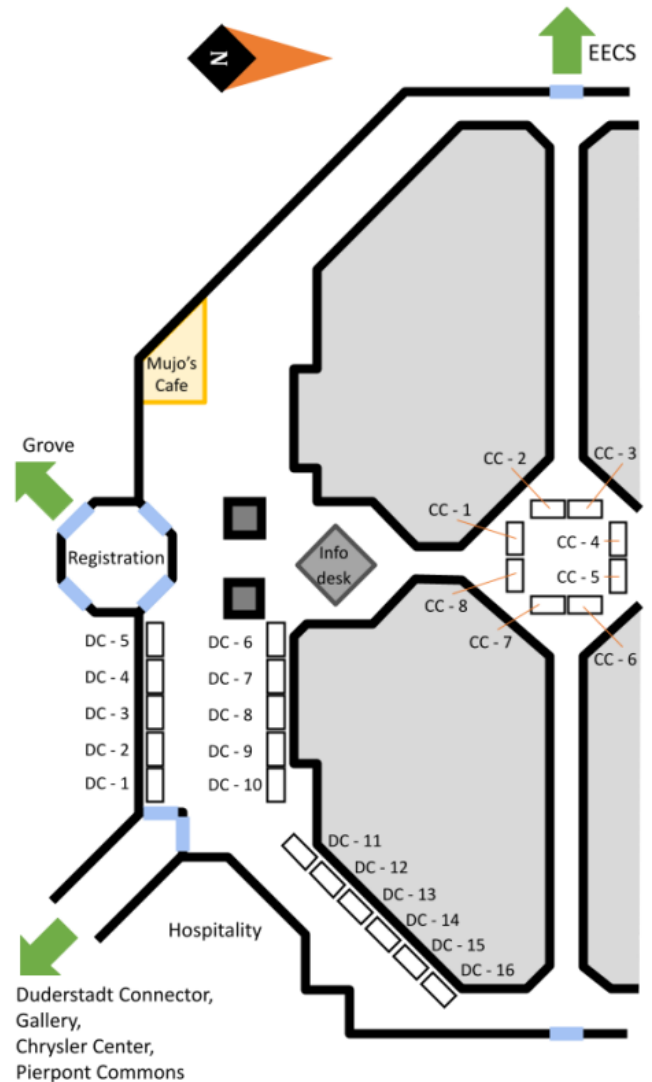 N
EECS
Mujo's
Cafe
Grove
CC - 2
CC - 3
CC - 1
Registration
Info
desk
CC - 4
CC - 5
CC - 8
CC - 7
CC - 6
DC - 5
DC - 6
DC - 4
DC - 7
DC - 3
DC - 8
DC - 2
DC - 9
DC - 1
DC - 10
DC - 11
DC - 12
DC - 13
DC - 14
DC - 15
DC - 16
Hospitality
Duderstadt Connector,
Gallery,
Chrysler Center,
Pierpont Commons